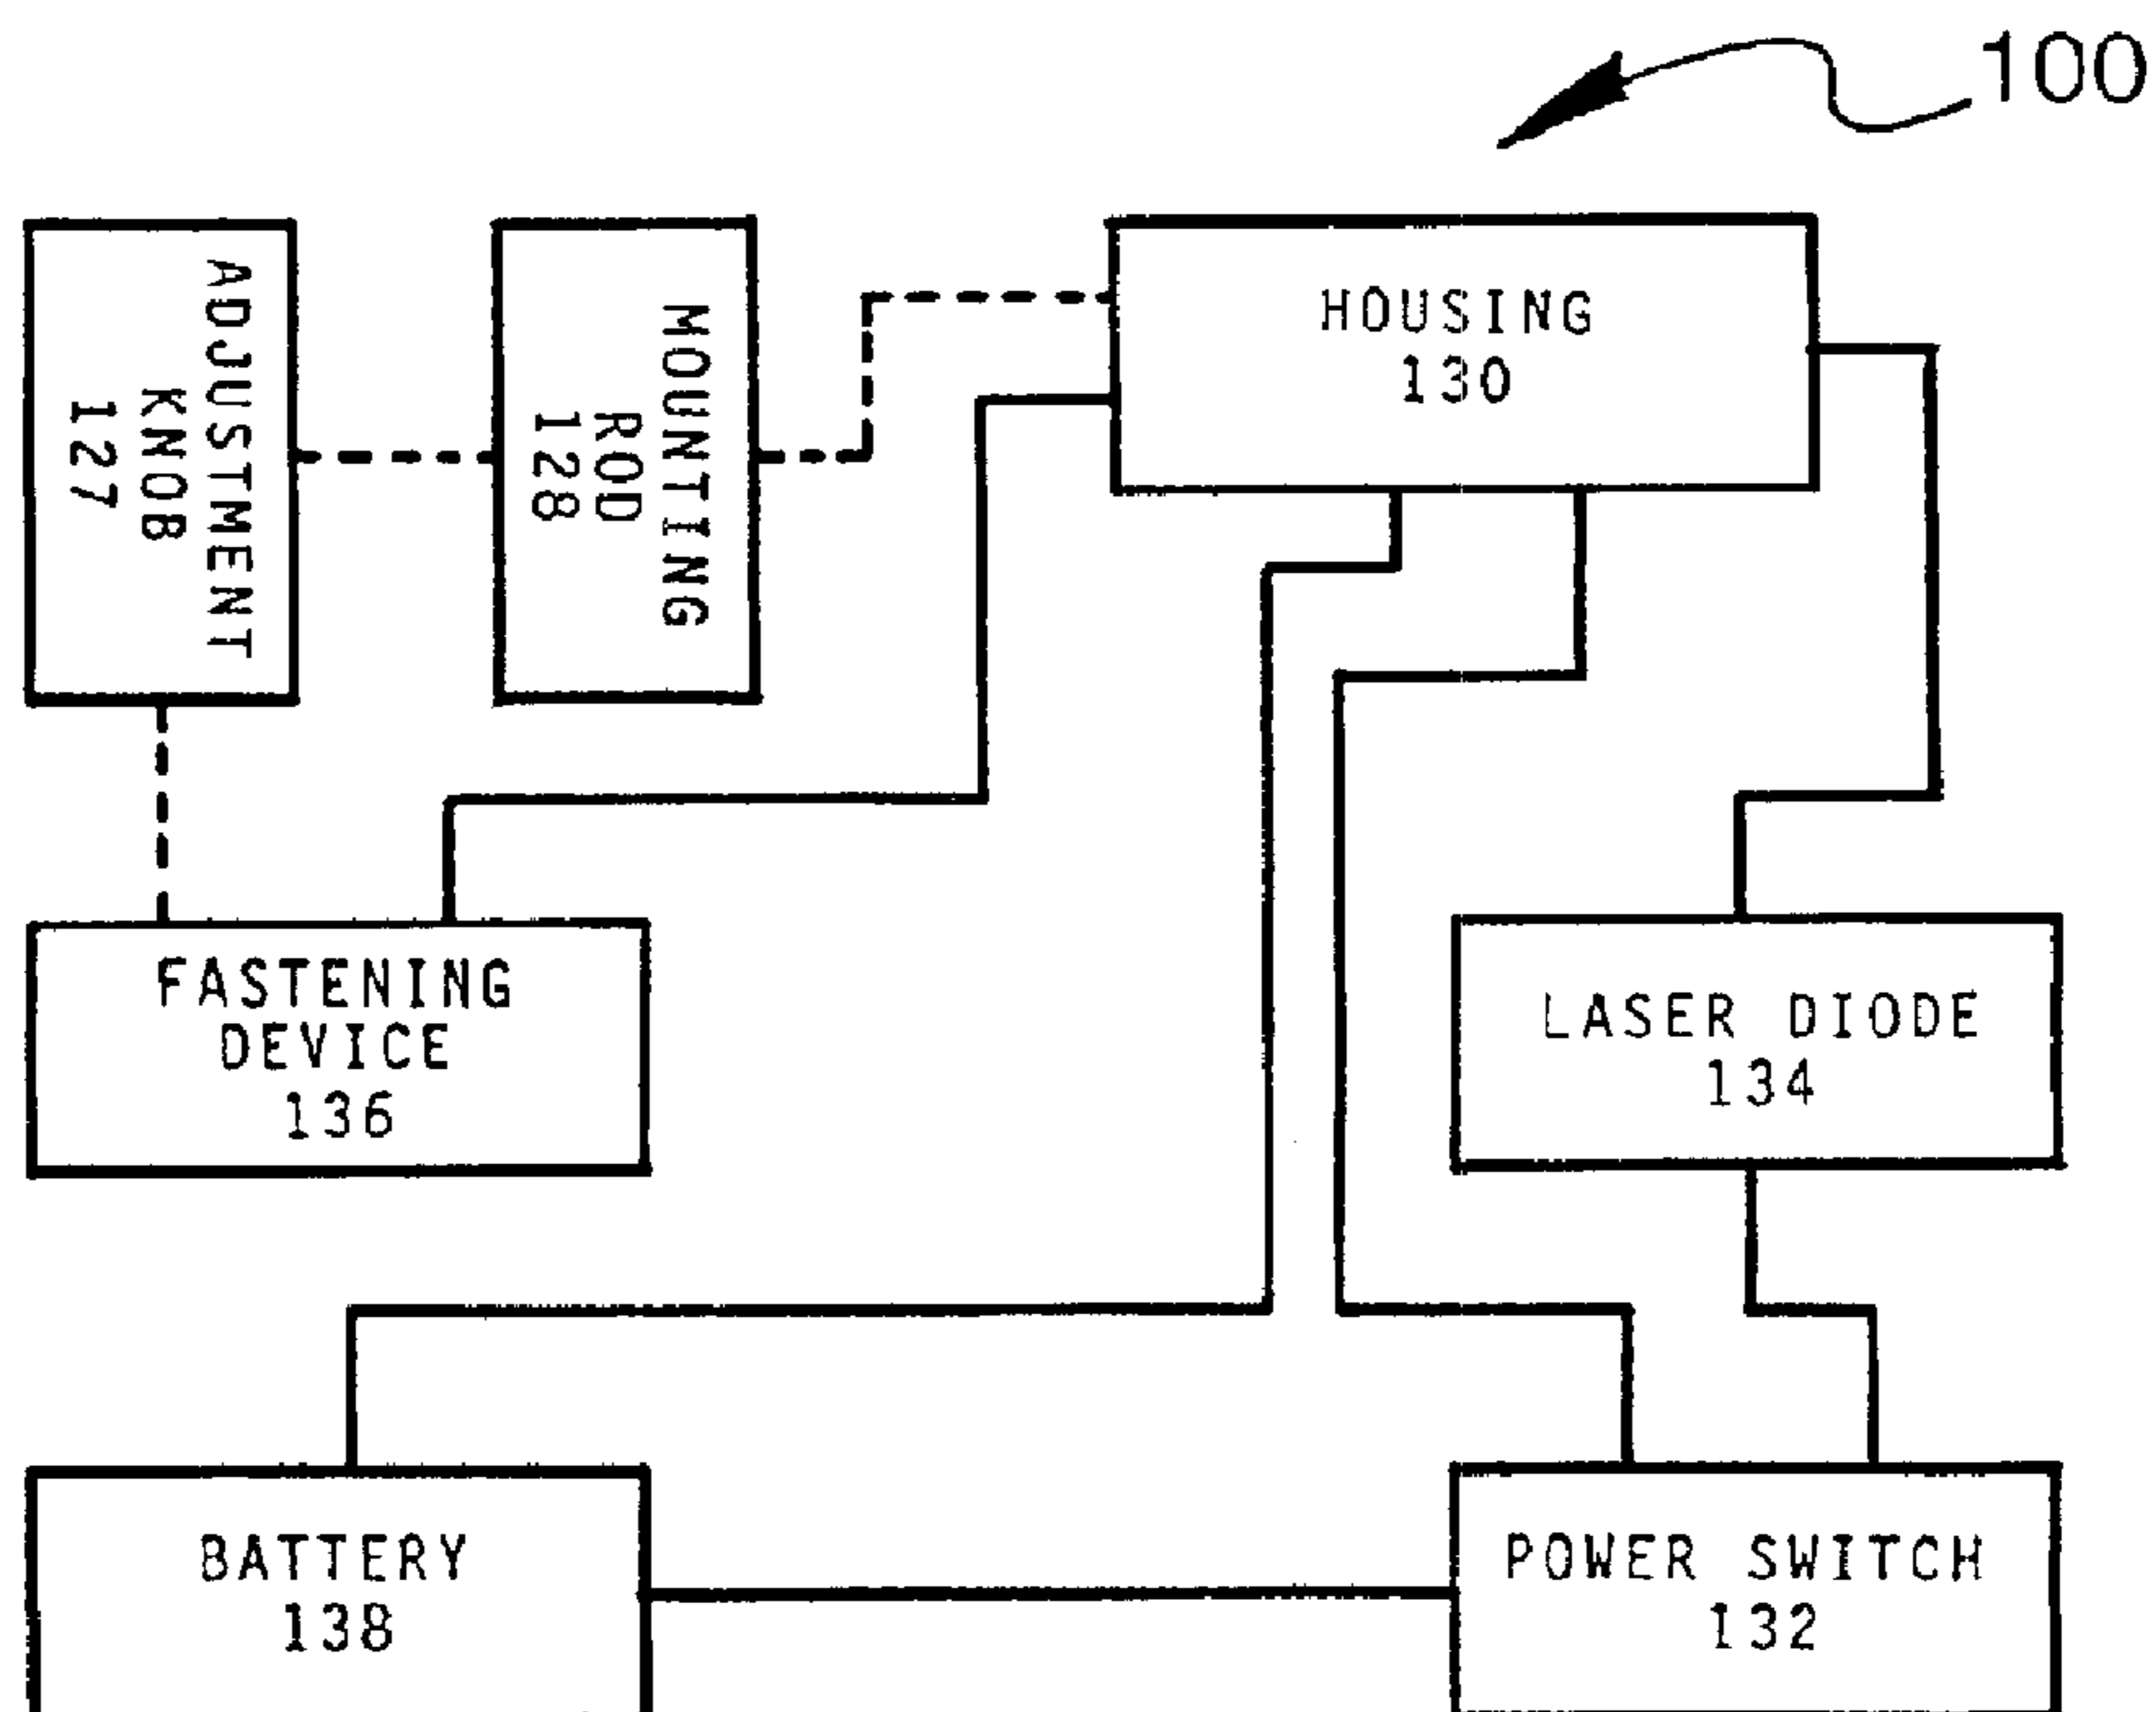 100
ADJUSTMENT
KNOB
127
MOUNTING
ROD
128
HOUSING
130
FASTENING
DEVICE
136
LASER DIODE
134
BATTERY
138
POWER SWITCH
132